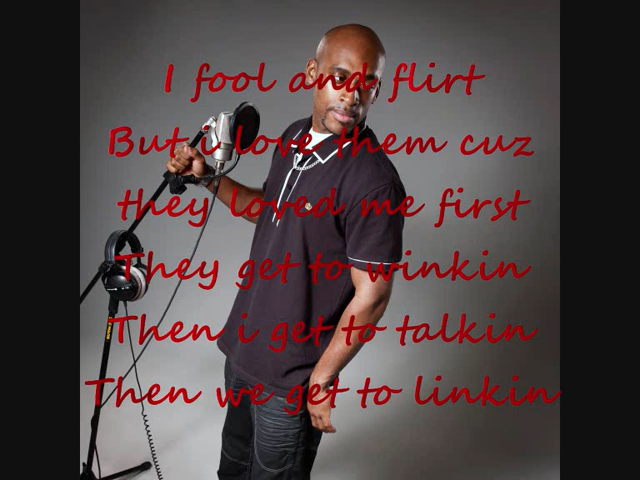 I fool and flirt
But i love them cuz
they loved me first
They get to winkin
Then i get to talkin
Then we get to linkin